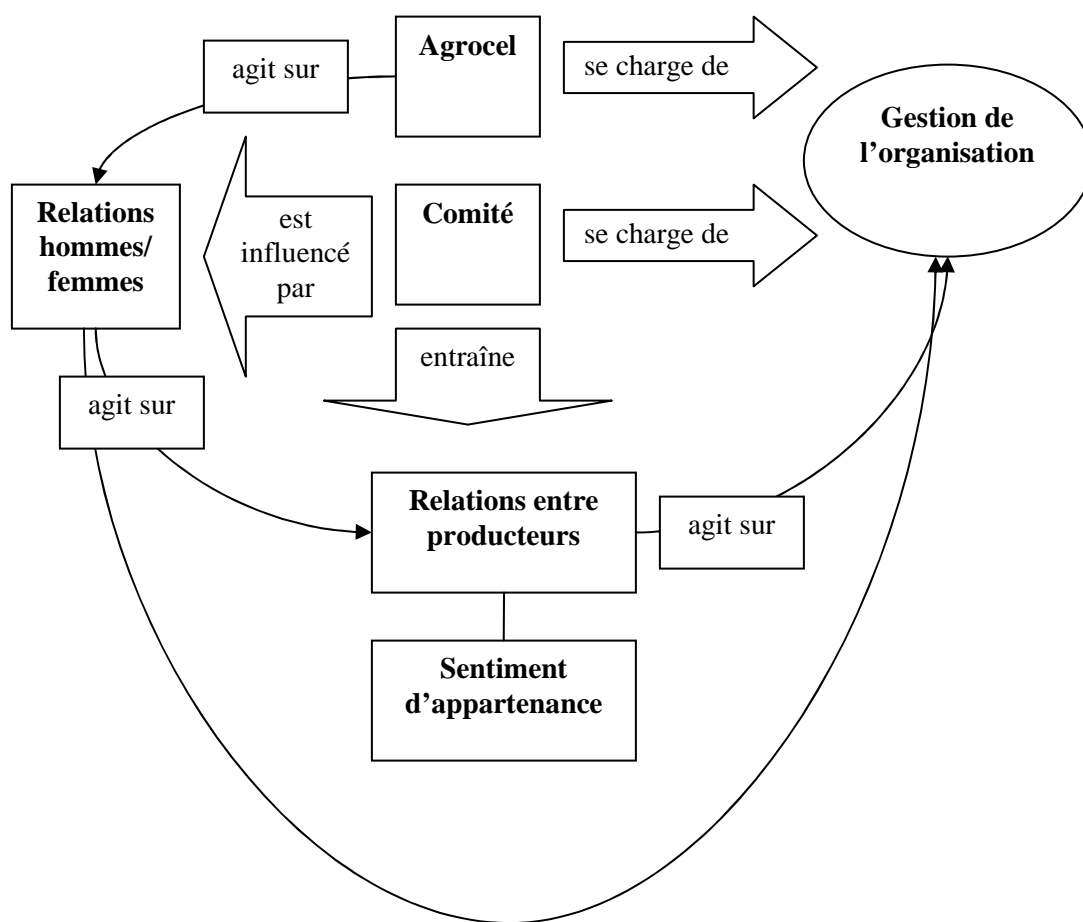 Agrocel
agit sur
se charge de
Gestion de
l’organisation
Relations
hommes/
femmes
est
influencé
par
Comité
se charge de
entraîne
agit sur
Relations entre
producteurs
agit sur
Sentiment
d’appartenance